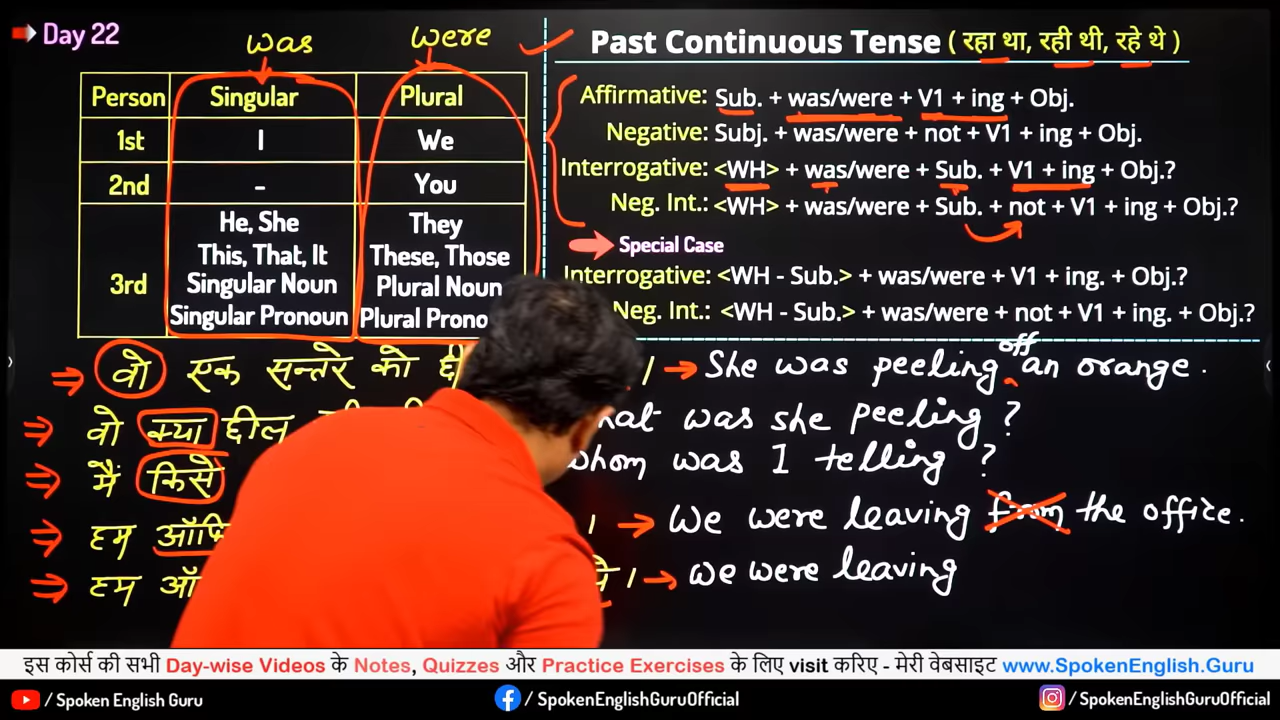 Day 22
was were
Person Singular Plural
1st I We
2nd - You
3rd
He, She They
This, That, It These, Those
Singular Noun Plural Noun
Singular Pronoun Plural
Past Continuous Tense ( रहा था, रही थी, रहे थे )
Affirmative: Sub. + was/were + V1 + ing + Obj.
Negative: Subj. + was/were + not + V1 + ing + Obj.
Interrogative: <WH> + was/were + Sub. + V1 + ing + Obj.?
Neg. Int.: <WH> + was/were + Sub. + not + V1 + ing + Obj.?
Special Case
Interrogative: <WH - Sub.> + was/were + V1 + ing. + Obj.?
Neg. Int.: <WH - Sub.> + was/were + not + V1 + ing. + Obj.?
⇒ वो एक सन्तरे को । → She was peeling off an orange.
⇒ वो क्या छील was she peeling ?
⇒ मैं किसे whom was I telling ?
⇒ हम । → We were leaving from the office.
⇒ हम । → We were leaving
इस कोर्स की सभी Day-wise Videos के Notes, Quizzes और Practice Exercises के लिए visit करिए - मेरी वेबसाइट www.SpokenEnglish.Guru
/ Spoken English Guru
/ SpokenEnglishGuruOfficial
/ SpokenEnglishGuruOfficial